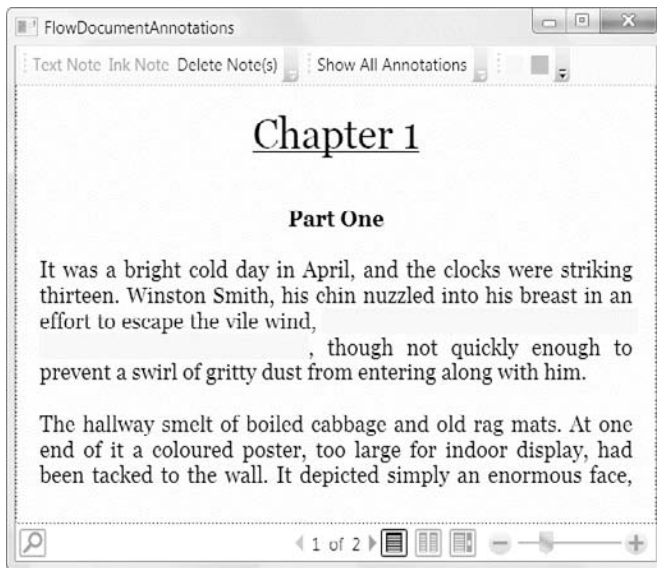 FlowDocumentAnnotations
Text Note Ink Note Delete Note(s) Show All Annotations
Chapter 1
Part One
It was a bright cold day in April, and the clocks were striking
thirteen. Winston Smith, his chin nuzzled into his breast in an
effort to escape the vile wind,
, though not quickly enough to
prevent a swirl of gritty dust from entering along with him.
The hallway smelt of boiled cabbage and old rag mats. At one
end of it a coloured poster, too large for indoor display, had
been tacked to the wall. It depicted simply an enormous face,
1 of 2